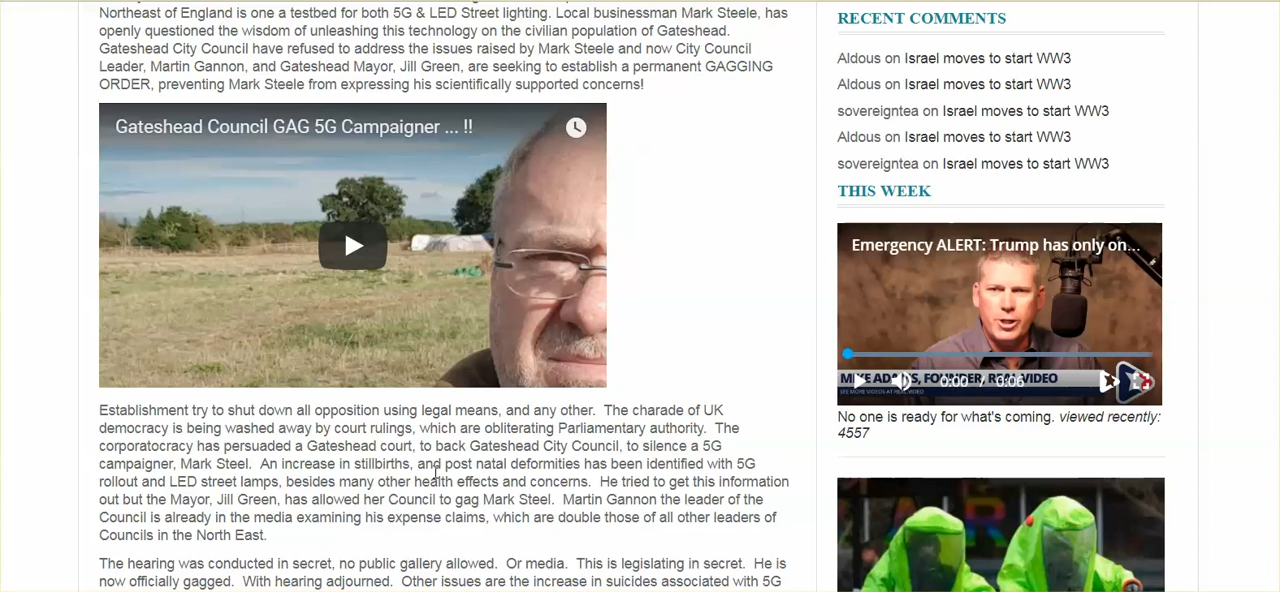 Northeast of England is one a testbed for both 5G & LED Street lighting. Local businessman Mark Steele, has
openly questioned the wisdom of unleashing this technology on the civilian population of Gateshead.
Gateshead City Council have refused to address the issues raised by Mark Steele and now City Council
Leader, Martin Gannon, and Gateshead Mayor, Jill Green, are seeking to establish a permanent GAGGING
ORDER, preventing Mark Steele from expressing his scientifically supported concerns!
Gateshead Council GAG 5G Campaigner ... !!
Establishment try to shut down all opposition using legal means, and any other. The charade of UK
democracy is being washed away by court rulings, which are obliterating Parliamentary authority. The
corporatocracy has persuaded a Gateshead court, to back Gateshead City Council, to silence a 5G
campaigner, Mark Steel. An increase in stillbirths, and post natal deformities has been identified with 5G
rollout and LED street lamps, besides many other health effects and concerns. He tried to get this information
out but the Mayor, Jill Green, has allowed her Council to gag Mark Steel. Martin Gannon the leader of the
Council is already in the media examining his expense claims, which are double those of all other leaders of
Councils in the North East.
The hearing was conducted in secret, no public gallery allowed. Or media. This is legislating in secret. He is
now officially gagged. With hearing adjourned. Other issues are the increase in suicides associated with 5G
RECENT COMMENTS
Aldous on Israel moves to start WW3
Aldous on Israel moves to start WW3
sovereigntea on Israel moves to start WW3
Aldous on Israel moves to start WW3
sovereigntea on Israel moves to start WW3
THIS WEEK
Emergency ALERT: Trump has only on...
MIKE ADAMS, FOUNDER, REAL VIDEO
0:00 / 0:06
SEE MORE VIDEOS AT REAL.VIDEO
No one is ready for what's coming. viewed recently:
4557